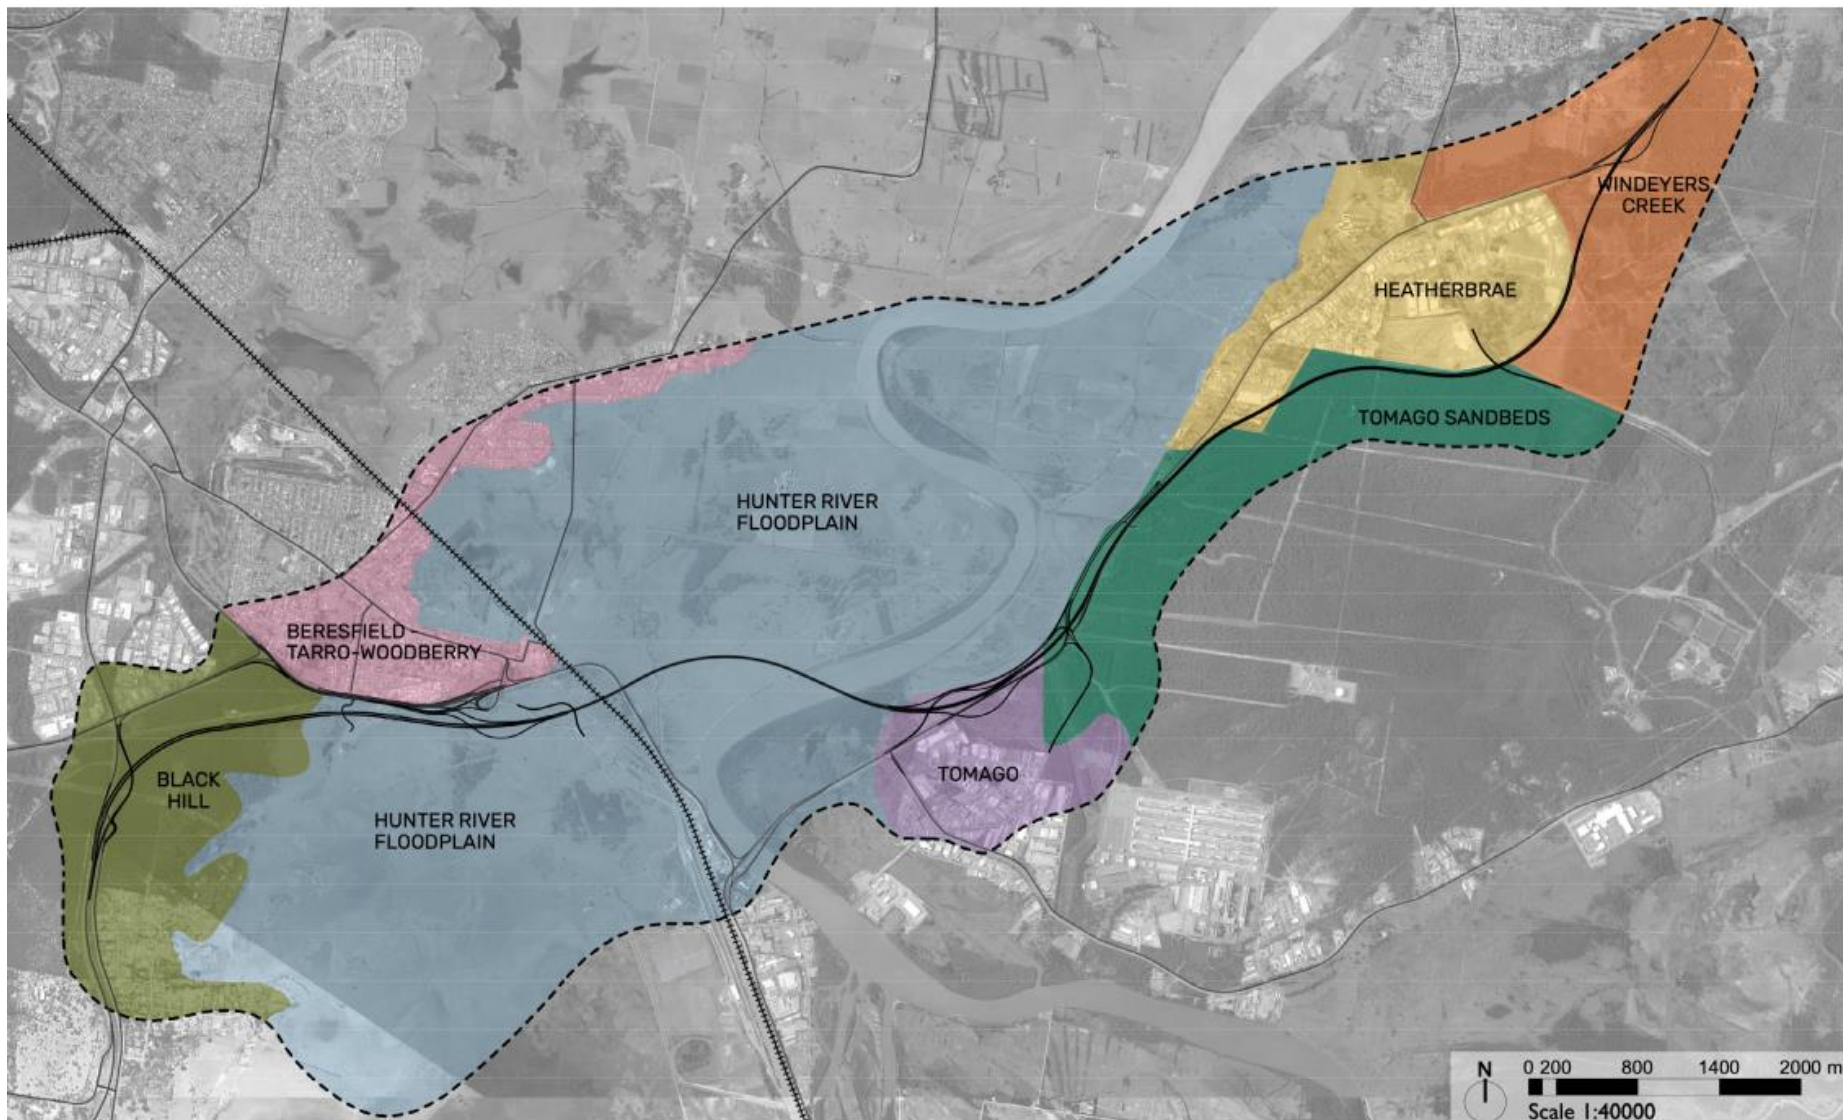 WINDEYERS
CREEK
HEATHERBRAE
TOMAGO SANDBEDS
HUNTER RIVER
FLOODPLAIN
BERESFIELD -
TARRO-WOODBERRY
BLACK
HILL
TOMAGO
HUNTER RIVER
FLOODPLAIN
N
0 200 800 1400 2000 m
Scale 1:40000